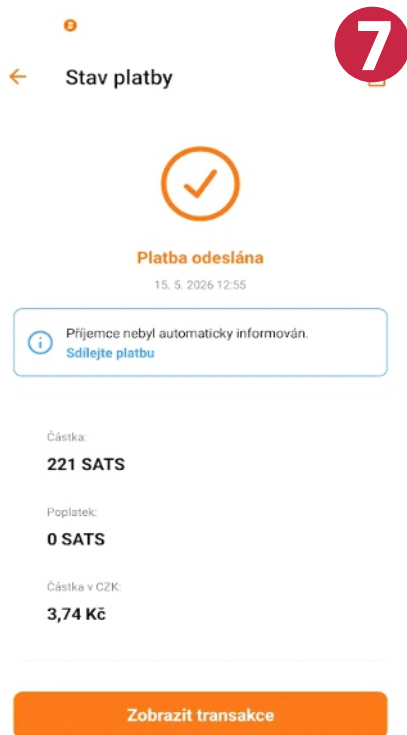 7
Stav platby
Platba odeslána
15. 5. 2026 12:55
Příjemce nebyl automaticky informován.
Sdílejte platbu
Částka:
221 SATS
Poplatek:
0 SATS
Částka v CZK:
3,74 Kč
Zobrazit transakce